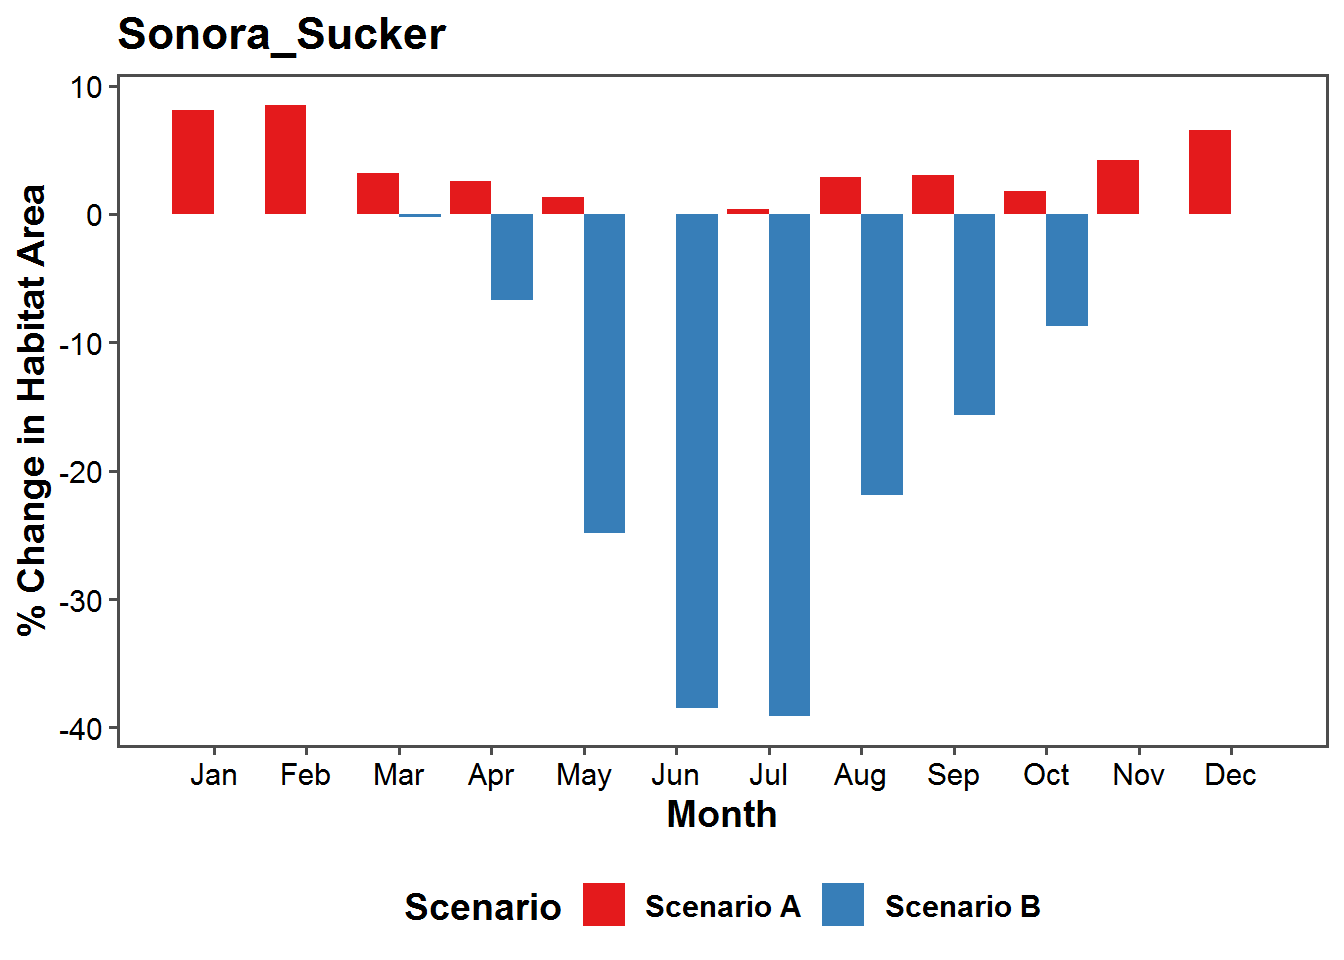 Sonora_Sucker
% Change in Habitat Area
10
0
-10
-20
-30
-40
Jan Feb Mar Apr May Jun Jul Aug Sep Oct Nov Dec
Month
Scenario Scenario A Scenario B